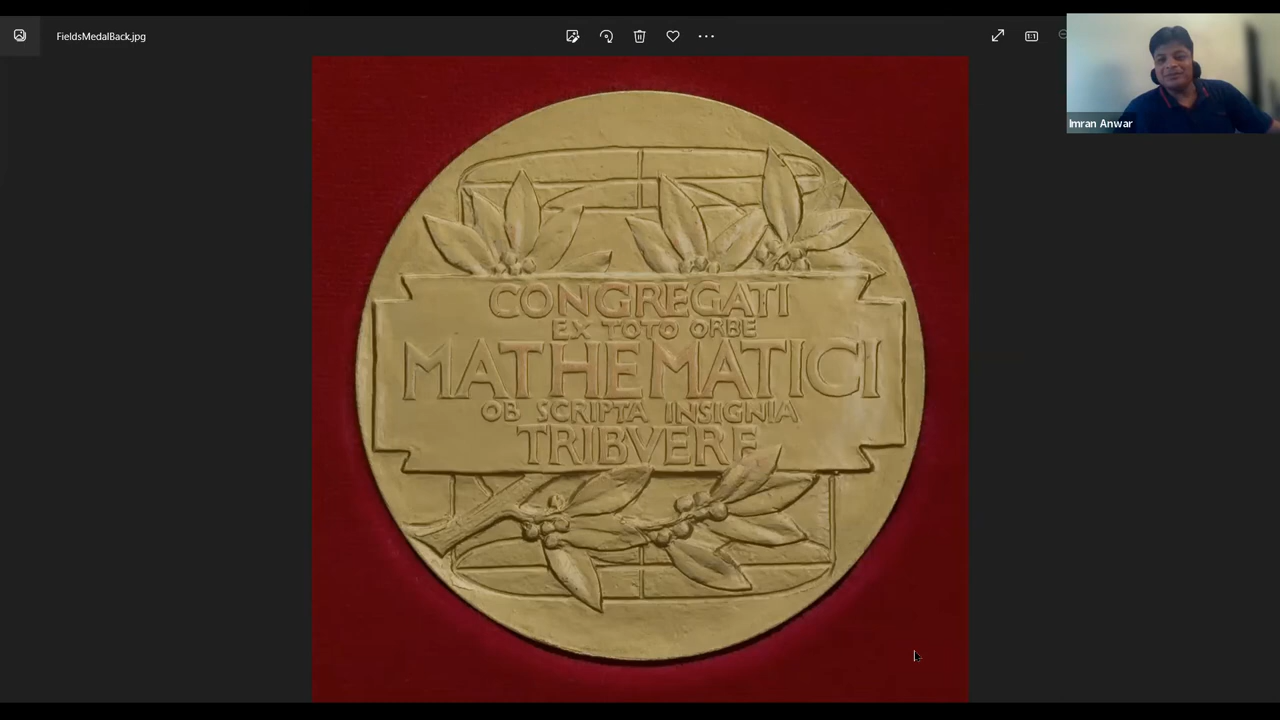 FieldsMedalBack.jpg
Imran Anwar
CONGREGATI
EX TOTO ORBE
MATHEMATICI
OB SCRIPTA INSIGNIA
TRIBVERE